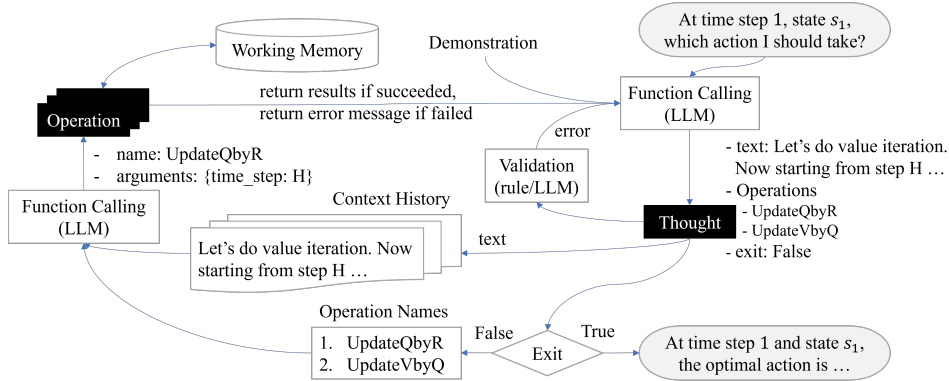 At time step 1, state s₁,
which action I should take?
Working Memory
Demonstration
Function Calling
(LLM)
return results if succeeded,
return error message if failed
Operation
error
- name: UpdateQbyR
- arguments: {time_step: H}
Validation
(rule/LLM)
- text: Let's do value iteration.
Now starting from step H …
- Operations
- UpdateQbyR
- UpdateVbyQ
- exit: False
Function Calling
(LLM)
Context History
Thought
text
Let's do value iteration. Now
starting from step H …
Operation Names
1. UpdateQbyR
2. UpdateVbyQ
False
Exit
True
At time step 1 and state s₁,
the optimal action is …